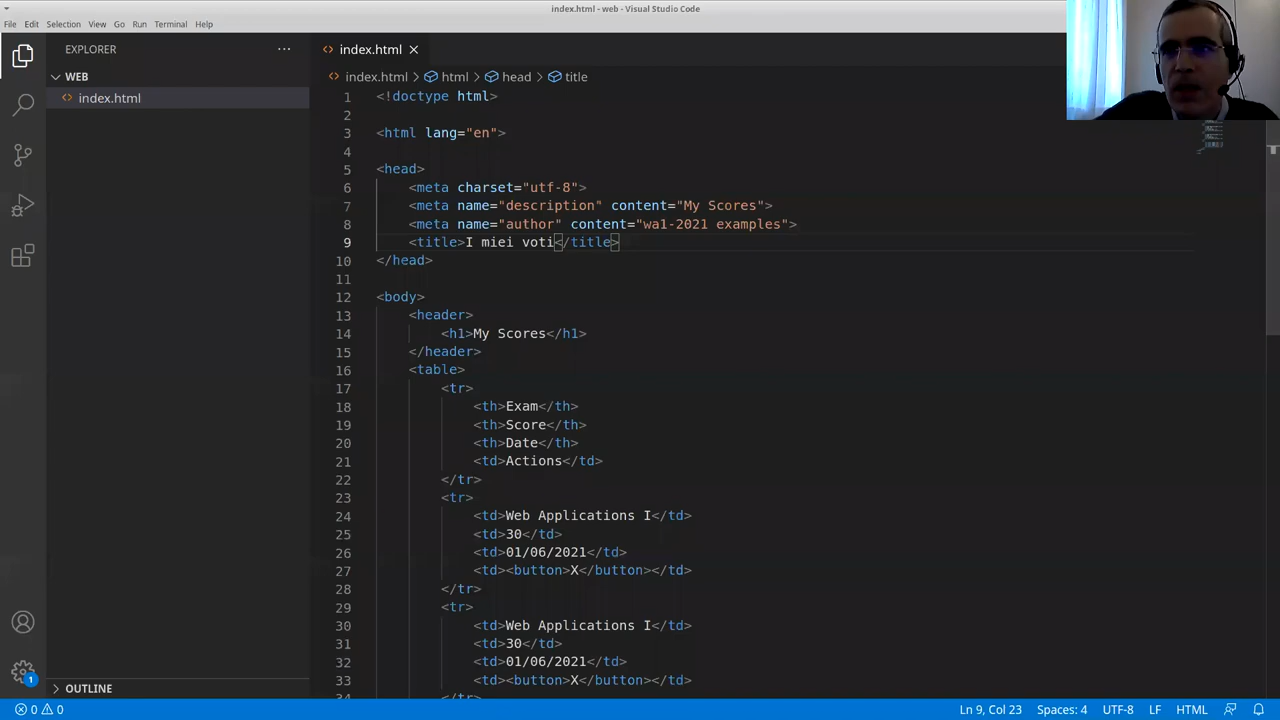 index.html - web - Visual Studio Code
File Edit Selection View Go Run Terminal Help
EXPLORER ...
index.html
WEB
index.html > html > head > title
index.html
1 <!doctype html>
2
3 <html lang="en">
4
5 <head>
6 <meta charset="utf-8">
7 <meta name="description" content="My Scores">
8 <meta name="author" content="wa1-2021 examples">
9 <title>I miei voti</title>
10 </head>
11
12 <body>
13 <header>
14 <h1>My Scores</h1>
15 </header>
16 <table>
17 <tr>
18 <th>Exam</th>
19 <th>Score</th>
20 <th>Date</th>
21 <td>Actions</td>
22 </tr>
23 <tr>
24 <td>Web Applications I</td>
25 <td>30</td>
26 <td>01/06/2021</td>
27 <td><button>X</button></td>
28 </tr>
29 <tr>
30 <td>Web Applications I</td>
31 <td>30</td>
32 <td>01/06/2021</td>
33 <td><button>X</button></td>
34 </tr>
OUTLINE
1
0 0 Ln 9, Col 23 Spaces: 4 UTF-8 LF HTML